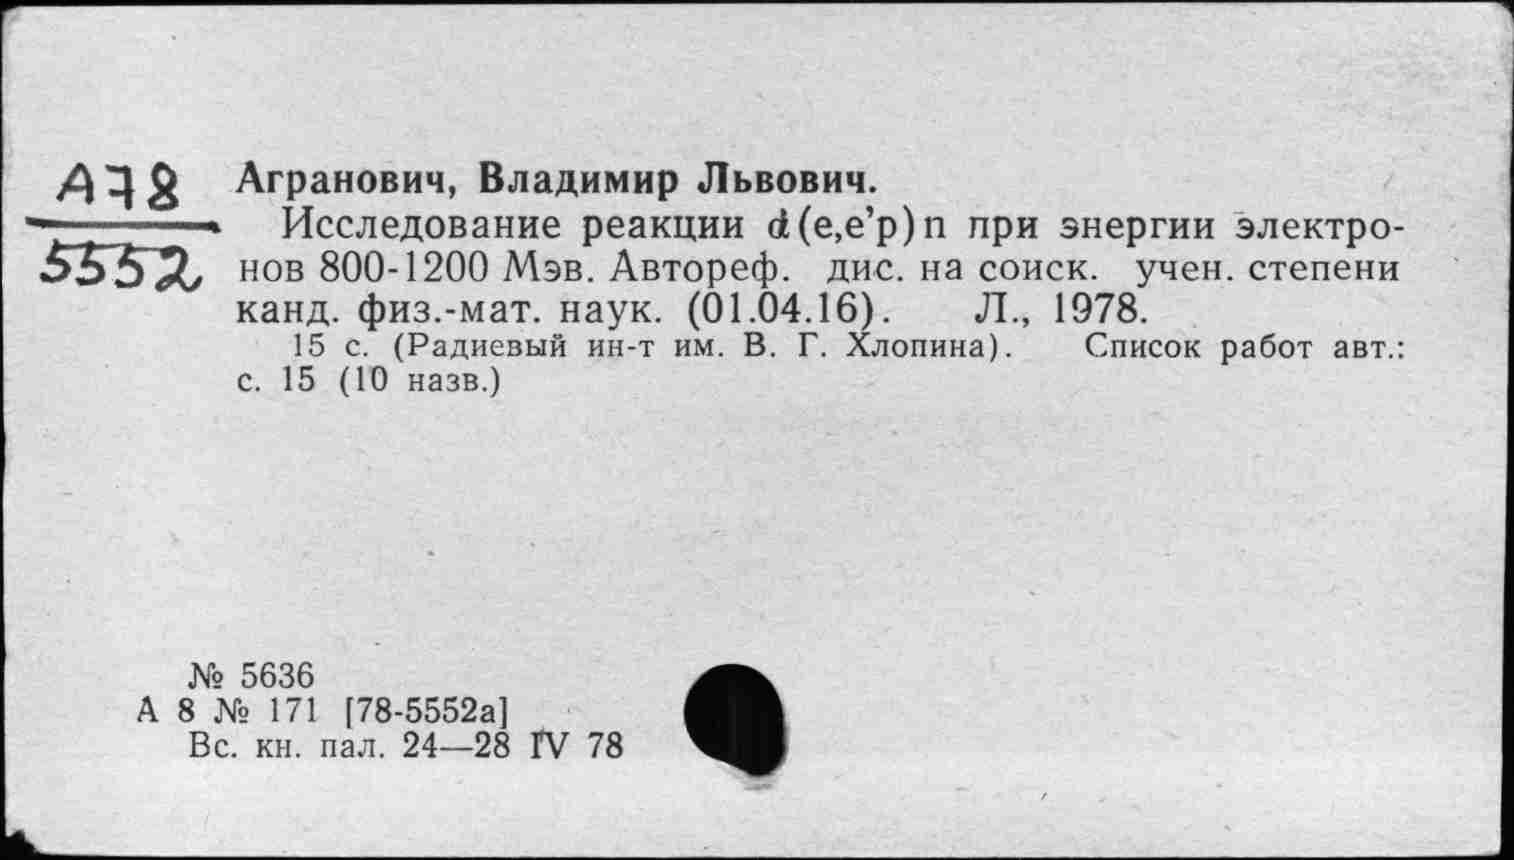 А78
5552
Агранович, Владимир Львович.
Исследование реакции d(e,e’p)n при энергии электро-
нов 800-1200 Мэв. Автореф. дис. на соиск. учен. степени
канд. физ.-мат. наук. (01.04.16). Л., 1978.
15 с. (Радиевый ин-т им. В. Г. Хлопина). Список работ авт.:
с. 15 (10 назв.)
№ 5636
А 8 № 171 [78-5552а]
Вс. кн. пал. 24—28 IV 78